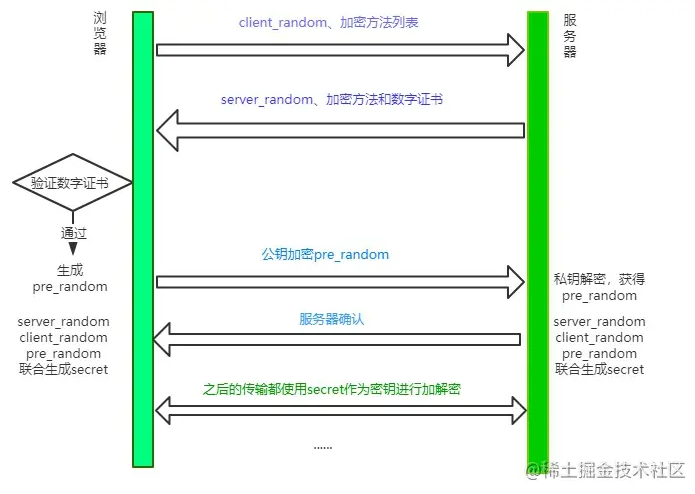 浏览器
服务器
client_random、加密方法列表
server_random、加密方法和数字证书
验证数字证书
通过
生成
pre_random
公钥加密pre_random
私钥解密，获得
pre_random
server_random
client_random
pre_random
联合生成secret
服务器确认
server_random
client_random
pre_random
联合生成secret
之后的传输都使用secret作为密钥进行加解密
......
@稀土掘金技术社区